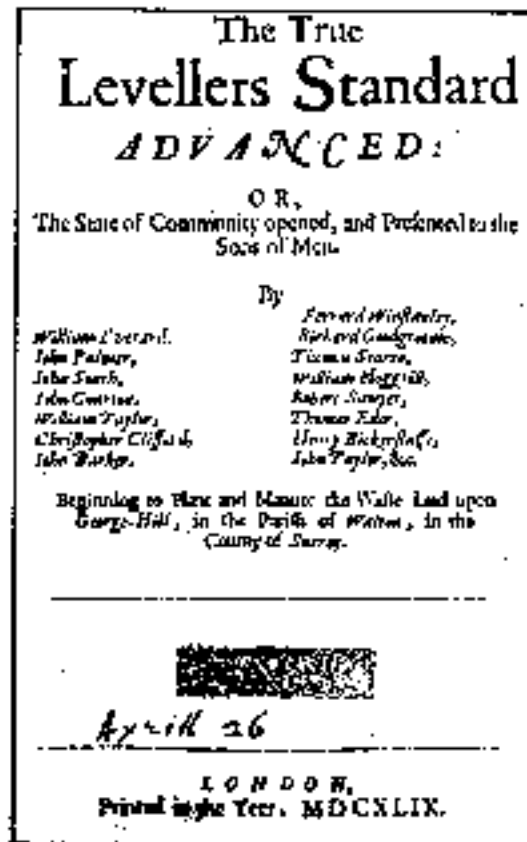 The True
Levellers Standard
ADVANCED:
OR,
The State of Community opened, and Presented to the
Sons of Men.
By
William Everard,
John Palmer,
John South,
John Courton,
William Taylor,
Christopher Clifford,
John Barker.
Jerrard Winstanley,
Richard Goodgroome,
Thomas Starre,
William Hoggrill,
Robert Sawyer,
Thomas Eder,
Henry Bickerstaffe,
John Taylor, &c.
Beginning to Plant and Manure the Waste land upon
George-Hill, in the Parish of Walton, in the
County of Surrey.
Aprill 26
LONDON,
Printed in the Yeer, MDCXLIX.